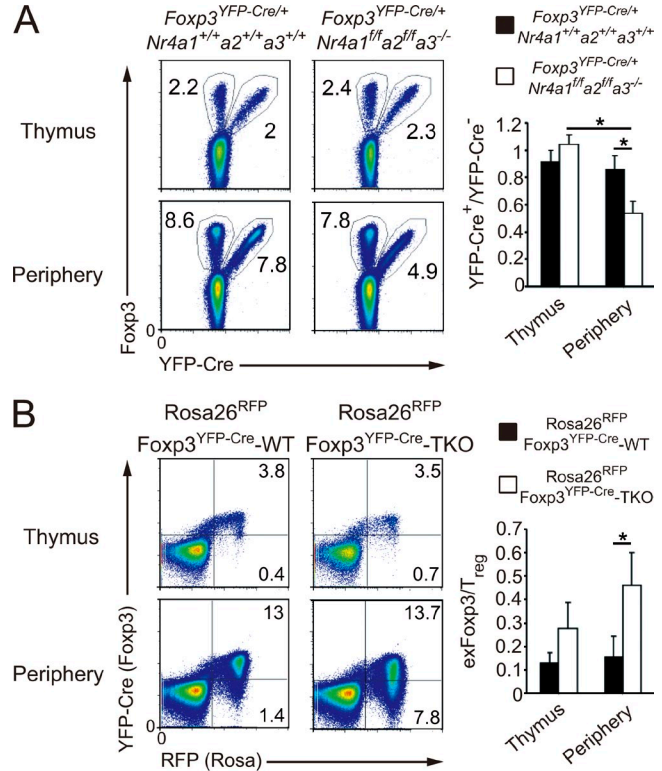 A
Foxp3YFP-Cre/+
Nr4a1+/+a2+/+a3+/+
Foxp3YFP-Cre/+
Nr4a1f/fa2f/fa3-/-
Foxp3YFP-Cre/+
Nr4a1+/+a2+/+a3+/+
Foxp3YFP-Cre/+
Nr4a1f/fa2f/fa3-/-
Thymus
2.2
2
2.4
2.3
Periphery
8.6
7.8
7.8
4.9
Foxp3
0
0
YFP-Cre
YFP-Cre+/YFP-Cre-
1.2
1
0.8
0.6
0.4
0.2
0
*
*
Thymus
Periphery
B
Rosa26RFP
Foxp3YFP-Cre-WT
Rosa26RFP
Foxp3YFP-Cre-TKO
Rosa26RFP
Foxp3YFP-Cre-WT
Rosa26RFP
Foxp3YFP-Cre-TKO
Thymus
3.8
0.4
3.5
0.7
Periphery
13
1.4
13.7
7.8
YFP-Cre (Foxp3)
0
0
RFP (Rosa)
exFoxp3/Treg
0.7
0.6
0.5
0.4
0.3
0.2
0.1
0
*
Thymus
Periphery